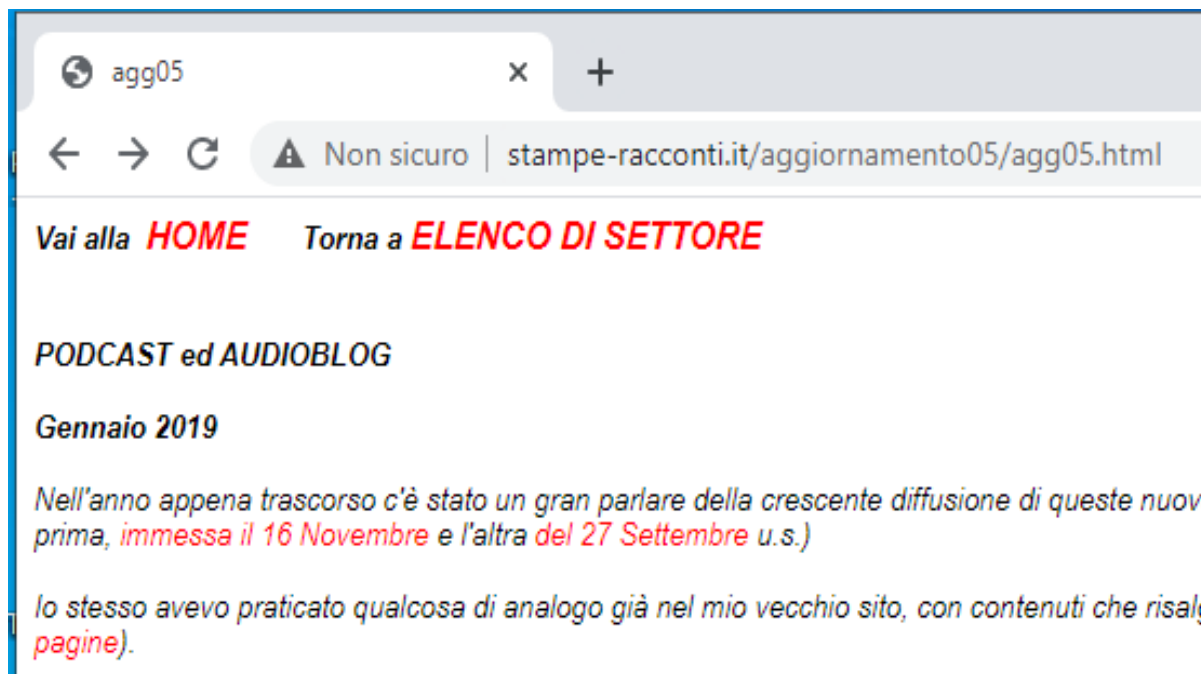 agg05
Non sicuro | stampe-racconti.it/aggiornamento05/agg05.html
Vai alla HOME Torna a ELENCO DI SETTORE
PODCAST ed AUDIOBLOG
Gennaio 2019
Nell'anno appena trascorso c'è stato un gran parlare della crescente diffusione di queste nuov
prima, immessa il 16 Novembre e l'altra del 27 Settembre u.s.)
Io stesso avevo praticato qualcosa di analogo già nel mio vecchio sito, con contenuti che risalg
pagine).